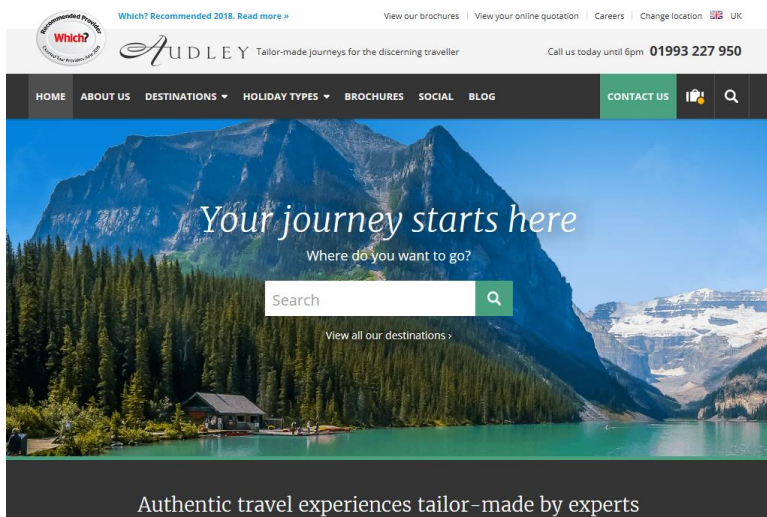 Recommended Provider
Which?
Which? Recommended 2018. Read more »
View our brochures
View your online quotation
Careers
Change location
UK
AUDLEY
Tailor-made journeys for the discerning traveller
Call us today until 6pm 01993 227 950
HOME
ABOUT US
DESTINATIONS
HOLIDAY TYPES
BROCHURES
SOCIAL
BLOG
CONTACT US
Your journey starts here
Where do you want to go?
Search
View all our destinations ›
Authentic travel experiences tailor-made by experts